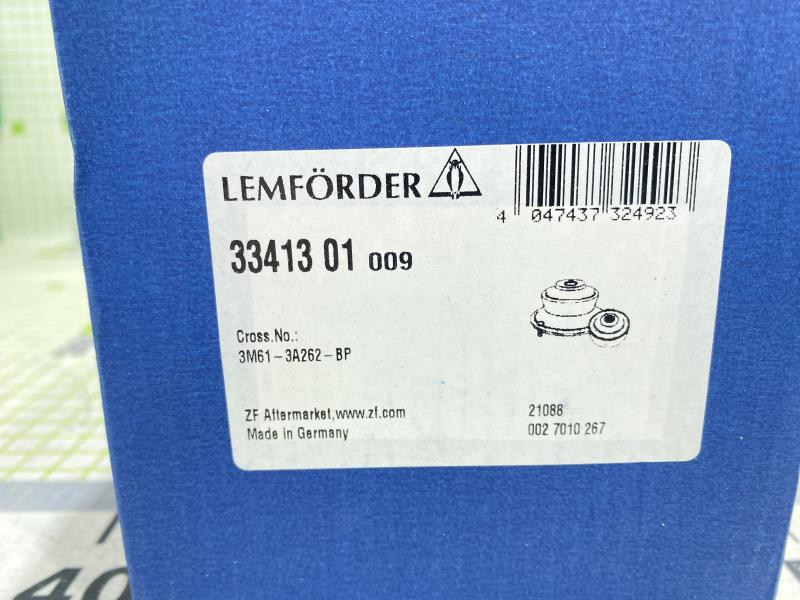 LEMFÖRDER
4 047437 324923
33413 01 009
Cross.No.:
3M61-3A262-BP
ZF Aftermarket,www.zf.com
Made in Germany
21088
002 7010 267
40